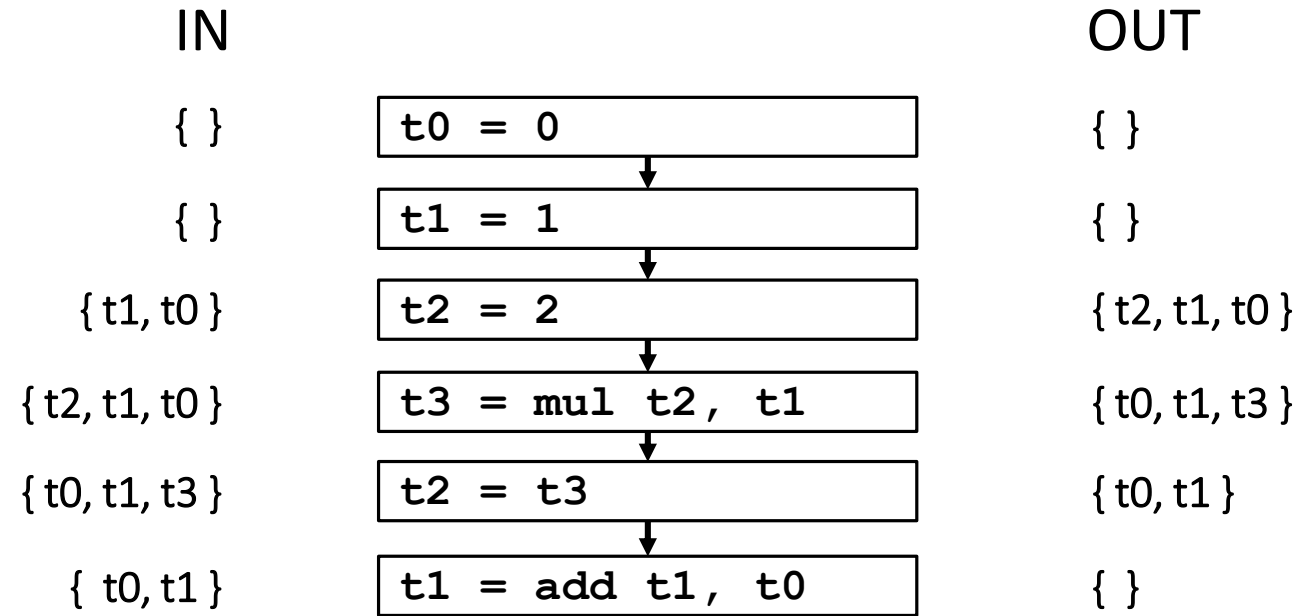 IN OUT
{ } t0 = 0 { }
{ } t1 = 1 { }
{ t1, t0 } t2 = 2 { t2, t1, t0 }
{ t2, t1, t0 } t3 = mul t2, t1 { t0, t1, t3 }
{ t0, t1, t3 } t2 = t3 { t0, t1 }
{ t0, t1 } t1 = add t1, t0 { }